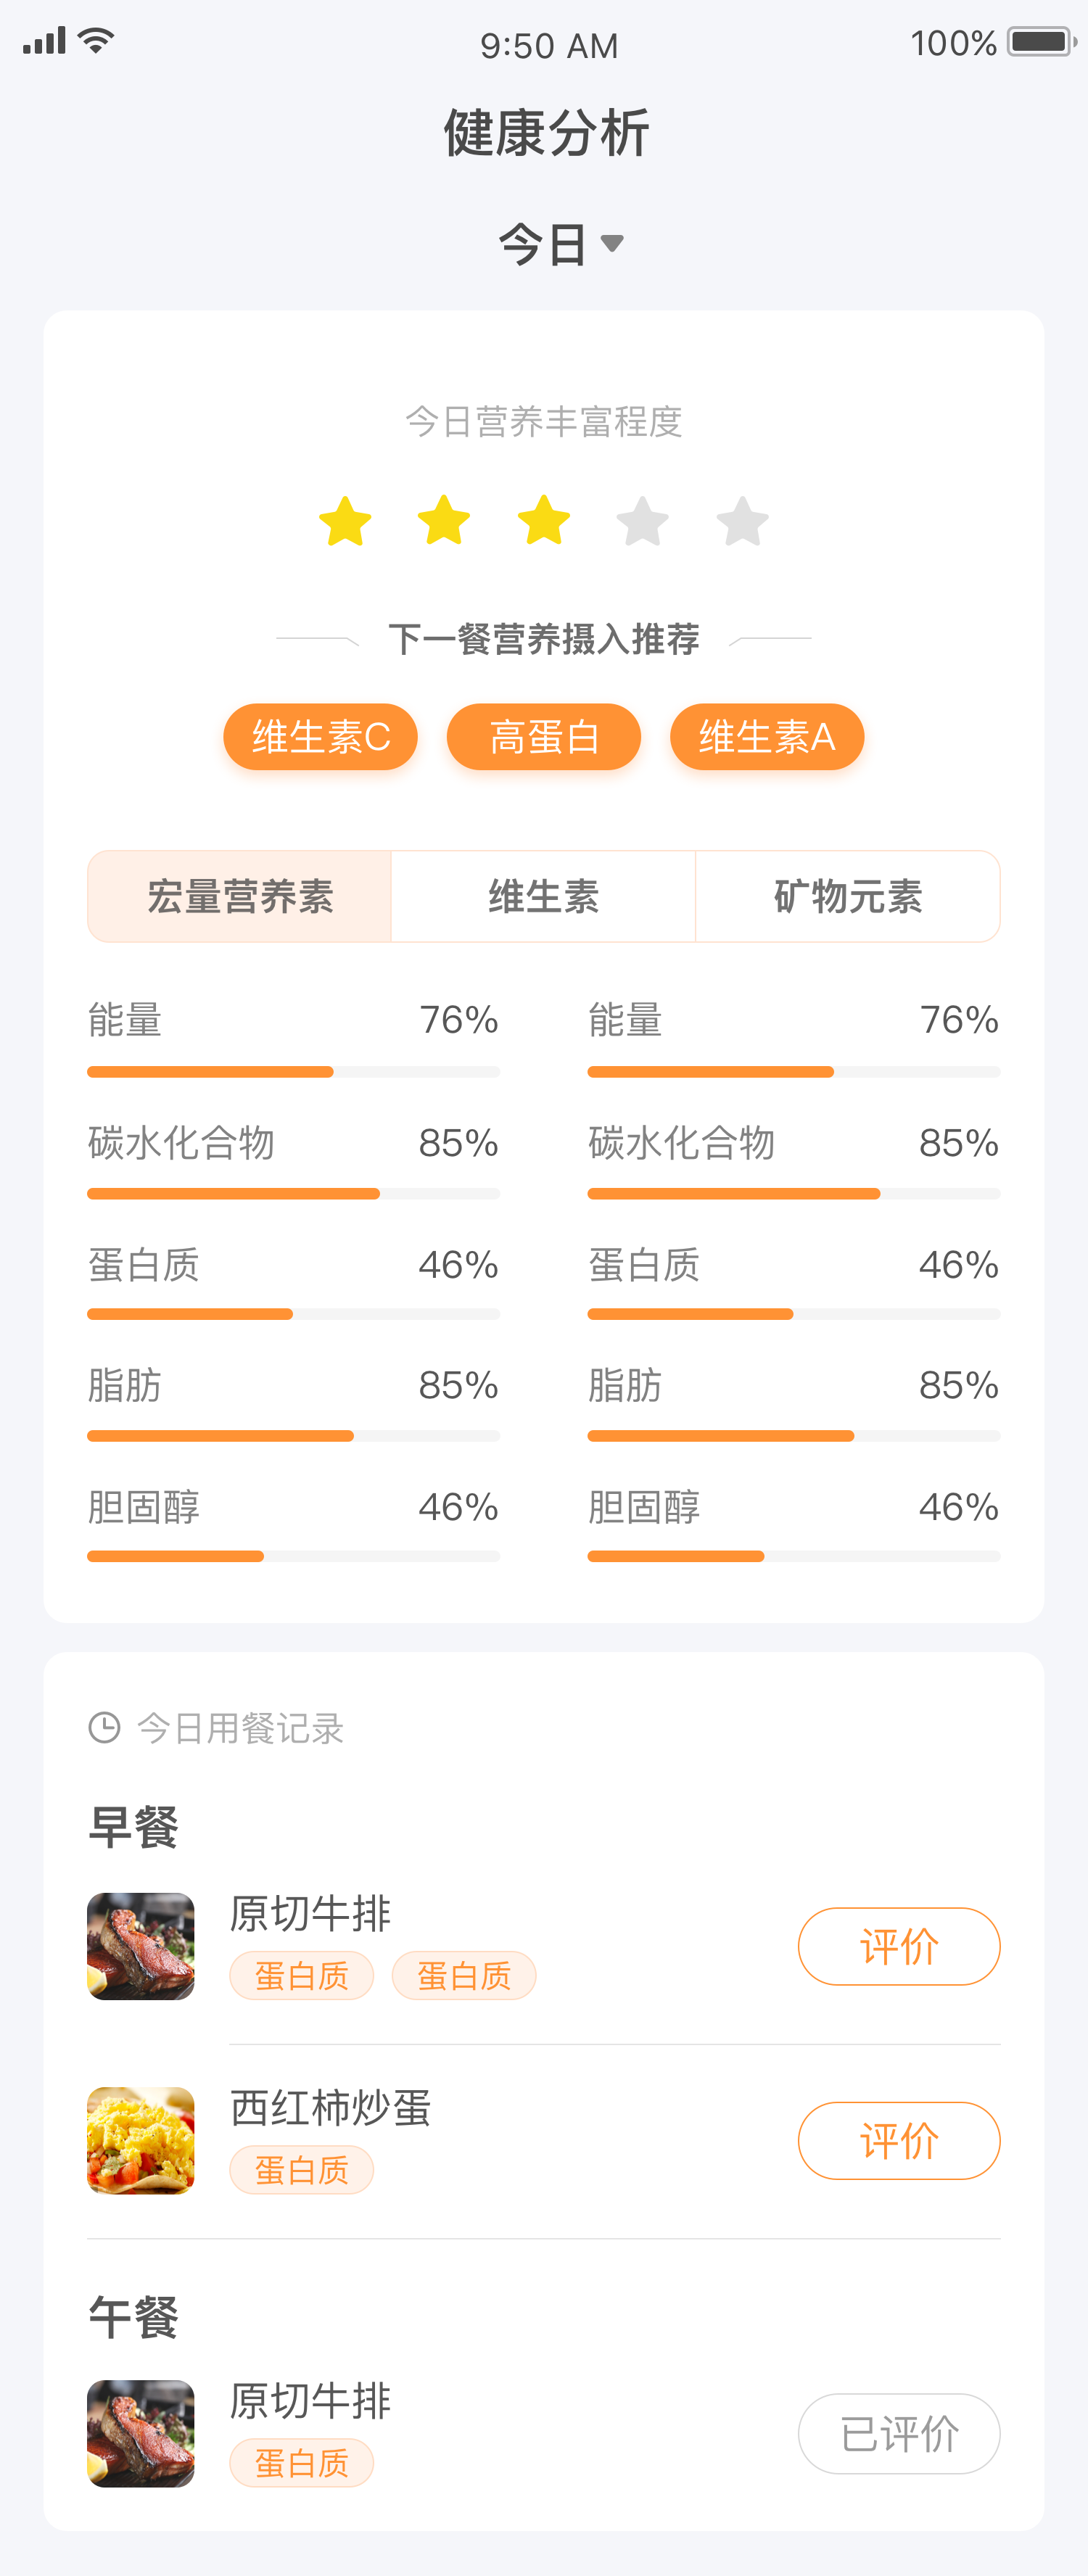 9:50 AM 100%
健康分析
今日
今日营养丰富程度
下一餐营养摄入推荐
维生素C 高蛋白 维生素A
宏量营养素 维生素 矿物元素
能量 76% 能量 76%
碳水化合物 85% 碳水化合物 85%
蛋白质 46% 蛋白质 46%
脂肪 85% 脂肪 85%
胆固醇 46% 胆固醇 46%
今日用餐记录
早餐
原切牛排
蛋白质 蛋白质
评价
西红柿炒蛋
蛋白质
评价
午餐
原切牛排
蛋白质
已评价